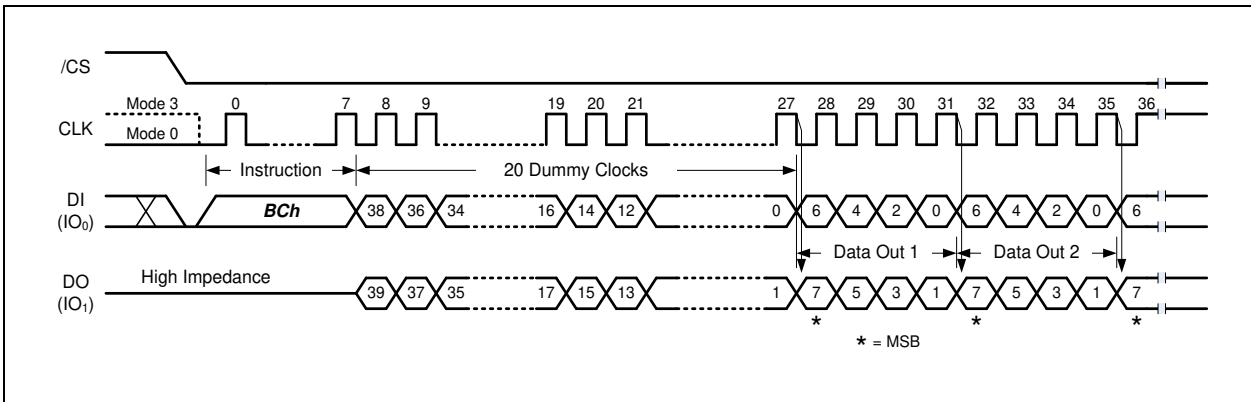 /CS
Mode 3 0 7 8 9 19 20 21 27 28 29 30 31 32 33 34 35 36
CLK
Mode 0
Instruction 20 Dummy Clocks
DI
(IO0)
BCh 38 36 34 16 14 12 0 6 4 2 0 6 4 2 0 6
Data Out 1 Data Out 2
High Impedance
DO
(IO1)
39 37 35 17 15 13 1 7 5 3 1 7 5 3 1 7
* * *
* = MSB